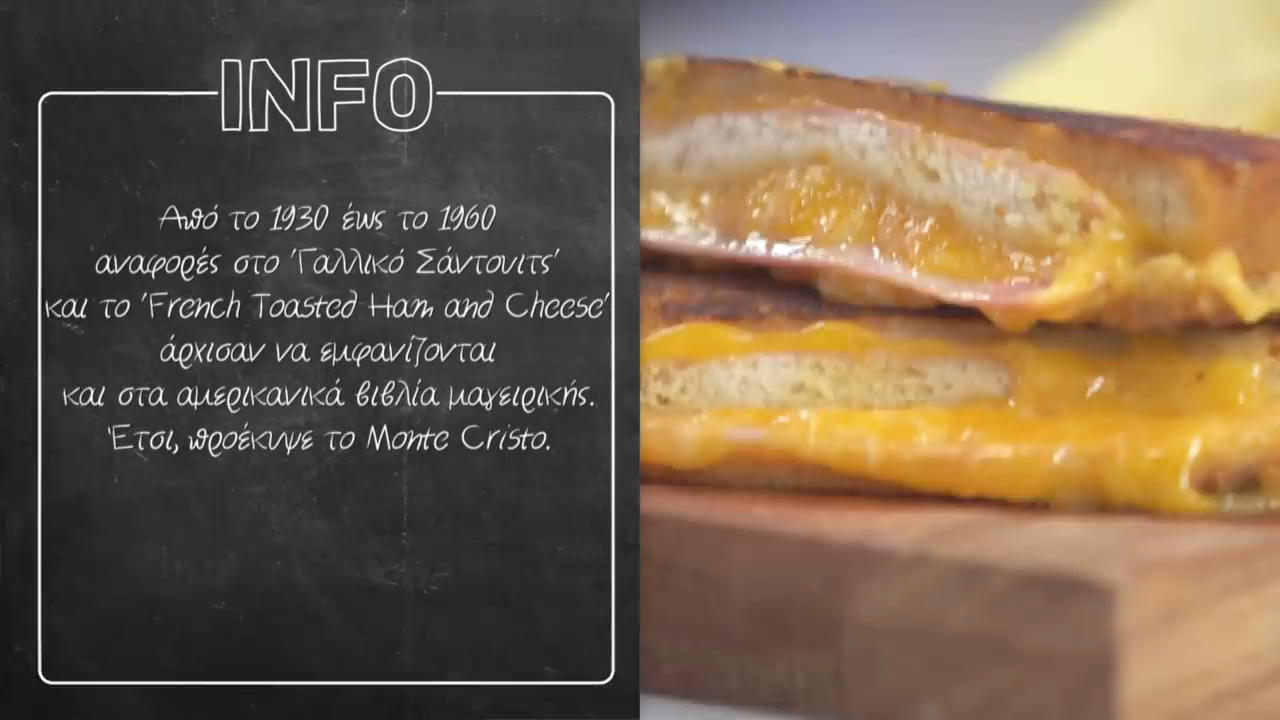 INFO
Από το 1930 έως το 1960
αναφορές στο 'Γαλλικό Σάντουιτς'
και το 'French Toasted Ham and Cheese'
άρχισαν να εμφανίζονται
και στα αμερικανικά βιβλία μαγειρικής.
Έτσι, προέκυψε το Monte Cristo.